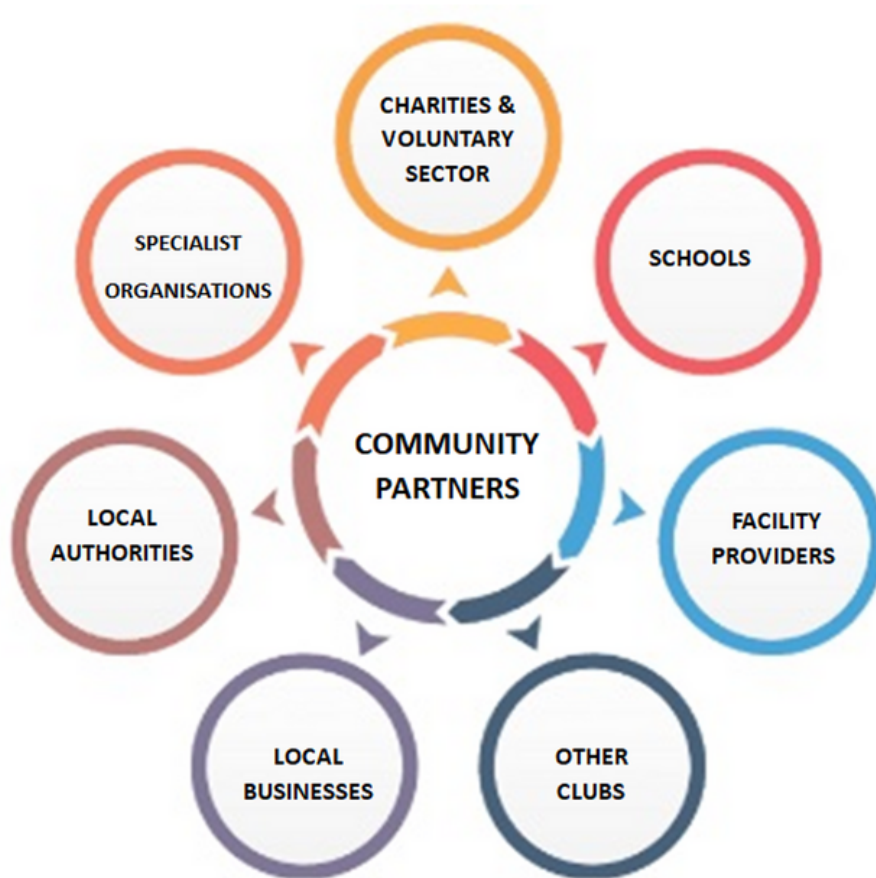 CHARITIES &
VOLUNTARY
SECTOR
SPECIALIST
ORGANISATIONS
SCHOOLS
COMMUNITY
PARTNERS
LOCAL
AUTHORITIES
FACILITY
PROVIDERS
LOCAL
BUSINESSES
OTHER
CLUBS